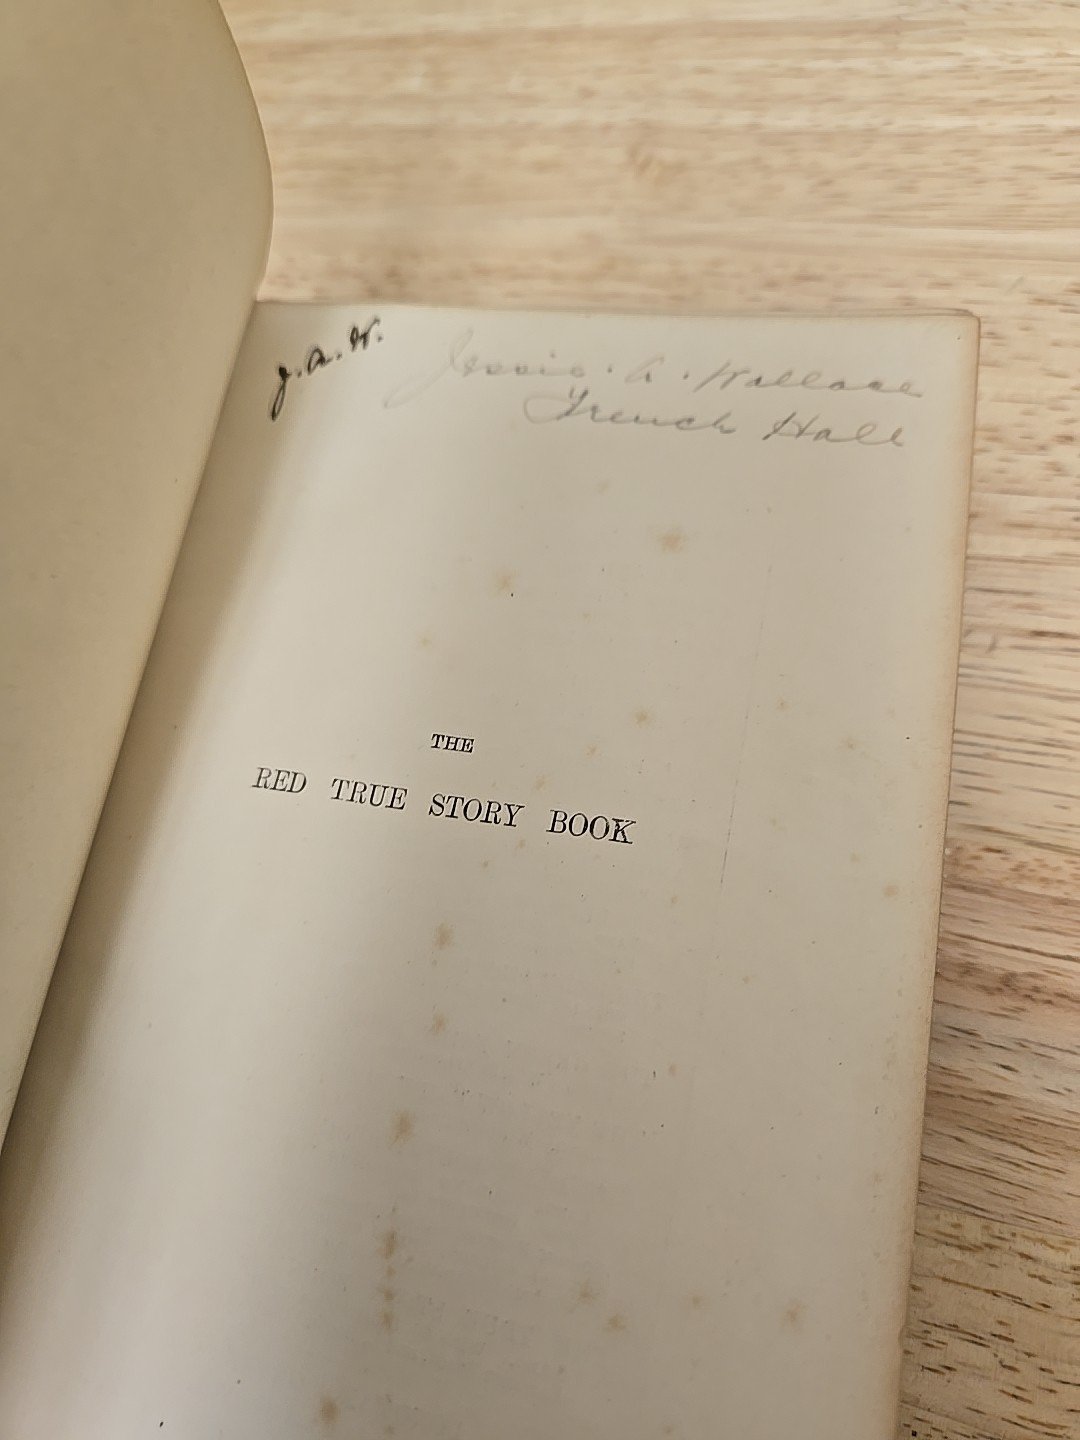 J. A. W.
Jessie. A. Wallace
French Hall
THE
RED TRUE STORY BOOK